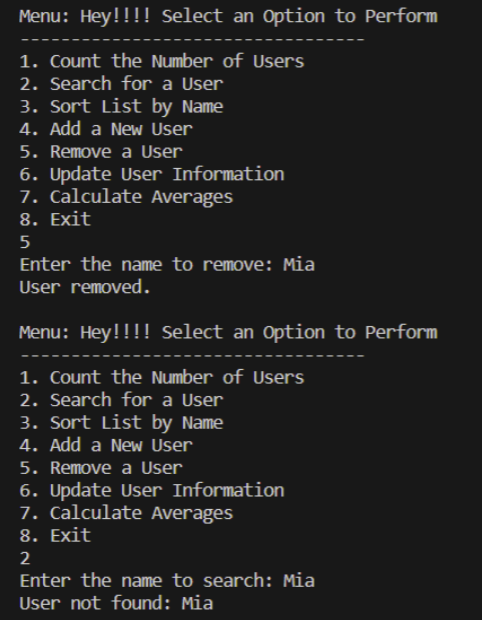 Menu: Hey!!!! Select an Option to Perform
----------------------------------
1. Count the Number of Users
2. Search for a User
3. Sort List by Name
4. Add a New User
5. Remove a User
6. Update User Information
7. Calculate Averages
8. Exit
5
Enter the name to remove: Mia
User removed.

Menu: Hey!!!! Select an Option to Perform
----------------------------------
1. Count the Number of Users
2. Search for a User
3. Sort List by Name
4. Add a New User
5. Remove a User
6. Update User Information
7. Calculate Averages
8. Exit
2
Enter the name to search: Mia
User not found: Mia